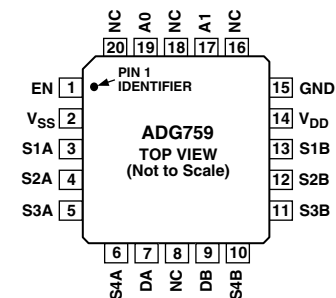 NC A0 NC A1 NC
20 19 18 17 16
PIN 1
IDENTIFIER
EN 1
15 GND
VSS 2
14 VDD
S1A 3
13 S1B
S2A 4
12 S2B
S3A 5
11 S3B
ADG759
TOP VIEW
(Not to Scale)
6 7 8 9 10
S4A DA NC DB S4B